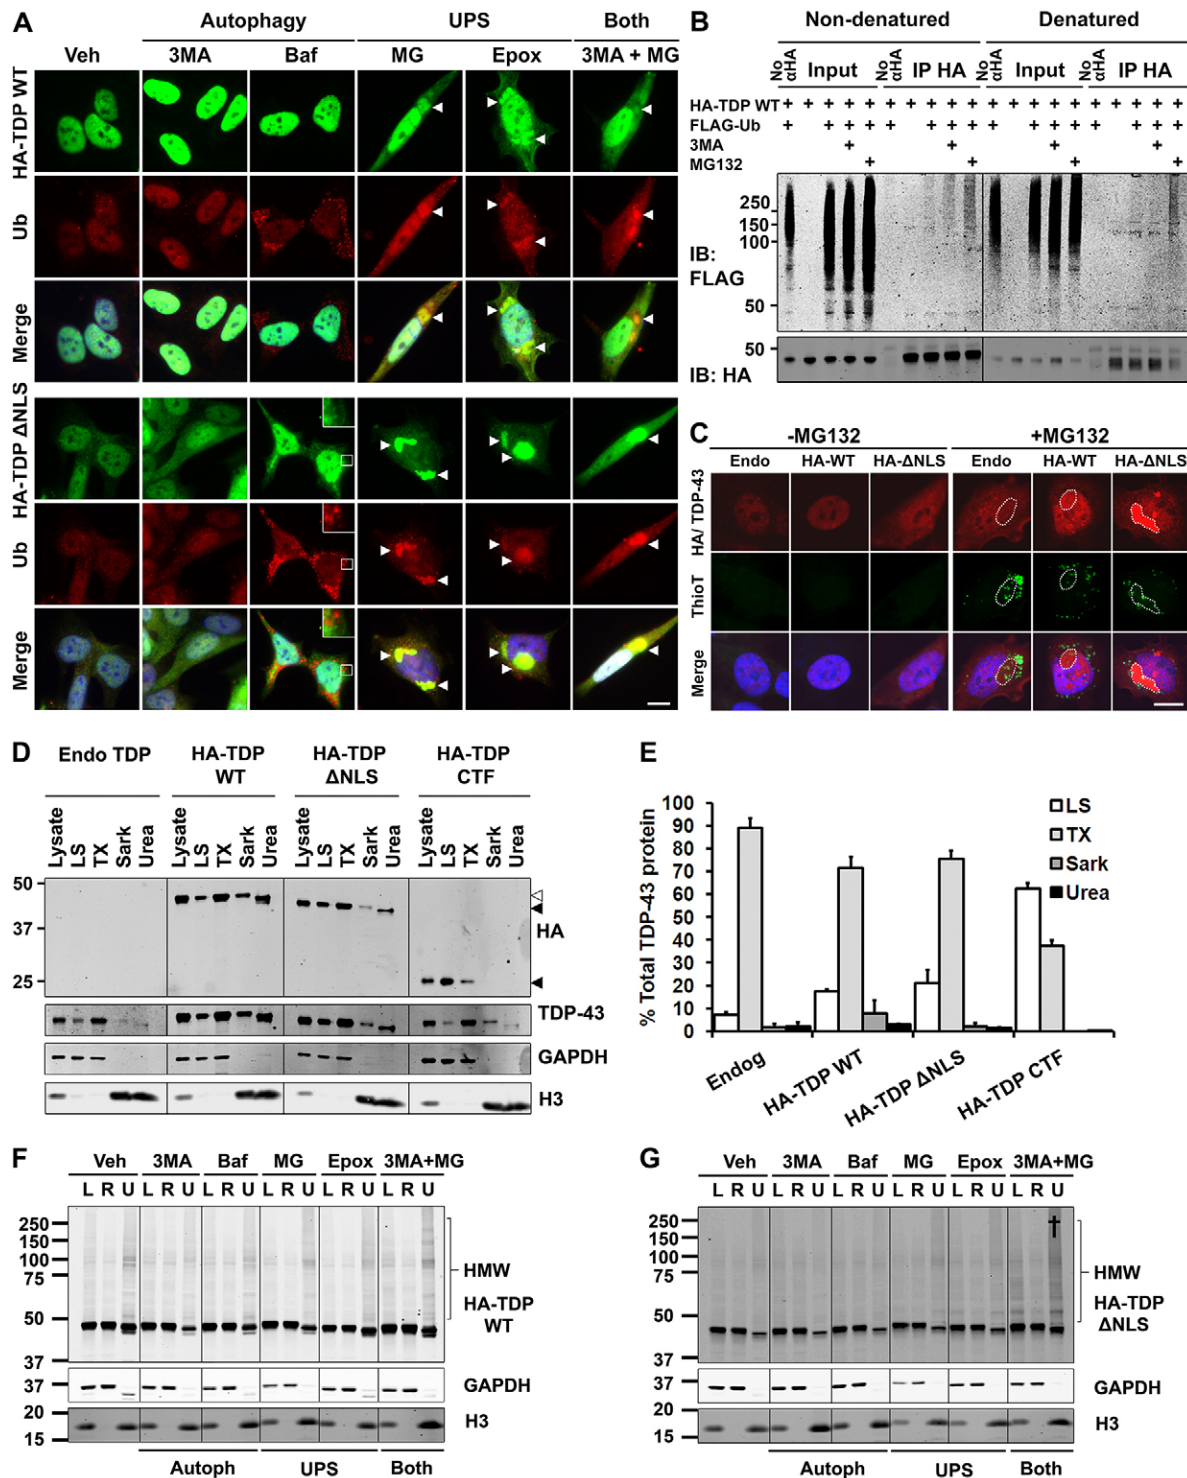 A
Autophagy UPS Both
Veh 3MA Baf MG Epox 3MA + MG
HA-TDP WT
Ub
Merge
HA-TDP ΔNLS
Ub
Merge
B
Non-denatured Denatured
No αHA Input No αHA IP HA No αHA Input No αHA IP HA
HA-TDP WT + + + + + + + + + + + + + + + + + + + +
FLAG-Ub + + + + + + + + + + + + + + + +
3MA + + + +
MG132 + + + +
250
150
100
50
IB: FLAG
50
IB: HA
C
-MG132 +MG132
Endo HA-WT HA-ΔNLS Endo HA-WT HA-ΔNLS
HA/ TDP-43
ThioT
Merge
D
Endo TDP HA-TDP WT HA-TDP ΔNLS HA-TDP CTF
Lysate LS TX Sark Urea Lysate LS TX Sark Urea Lysate LS TX Sark Urea Lysate LS TX Sark Urea
50
37
25
HA
TDP-43
GAPDH
H3
E
% Total TDP-43 protein
100
90
80
70
60
50
40
30
20
10
0
LS
TX
Sark
Urea
Endog HA-TDP WT HA-TDP ΔNLS HA-TDP CTF
F
Veh 3MA Baf MG Epox 3MA+MG
L R U L R U L R U L R U L R U L R U
250
150
100
75
50
37
HMW
HA-TDP WT
37
GAPDH
20
15
H3
Autoph UPS Both
G
Veh 3MA Baf MG Epox 3MA+MG
L R U L R U L R U L R U L R U L R U
250
150
100
75
50
37
†
HMW
HA-TDP ΔNLS
37
GAPDH
20
15
H3
Autoph UPS Both